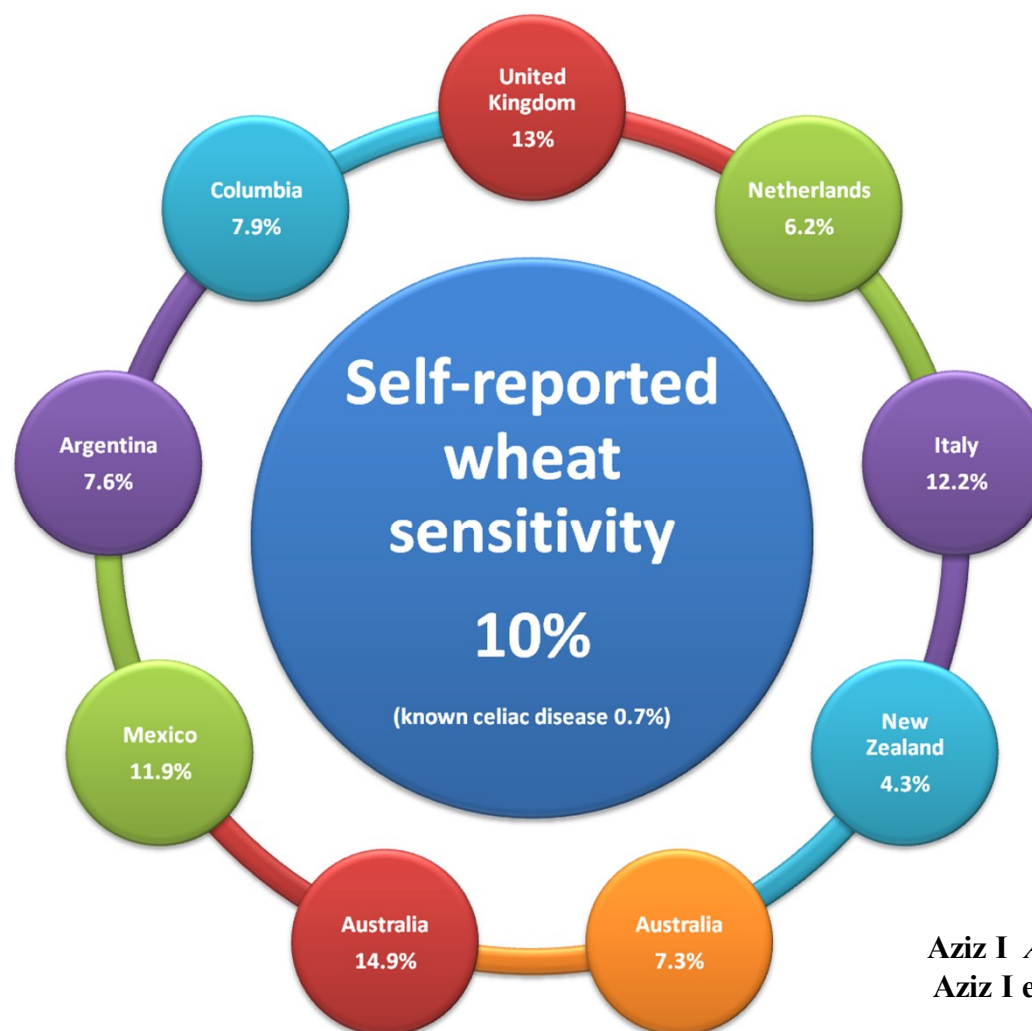 United
Kingdom
13%
Columbia
7.9%
Netherlands
6.2%
Self-reported
wheat
sensitivity
10%
(known celiac disease 0.7%)
Argentina
7.6%
Italy
12.2%
Mexico
11.9%
New
Zealand
4.3%
Australia
14.9%
Australia
7.3%
Aziz I
Aziz I e